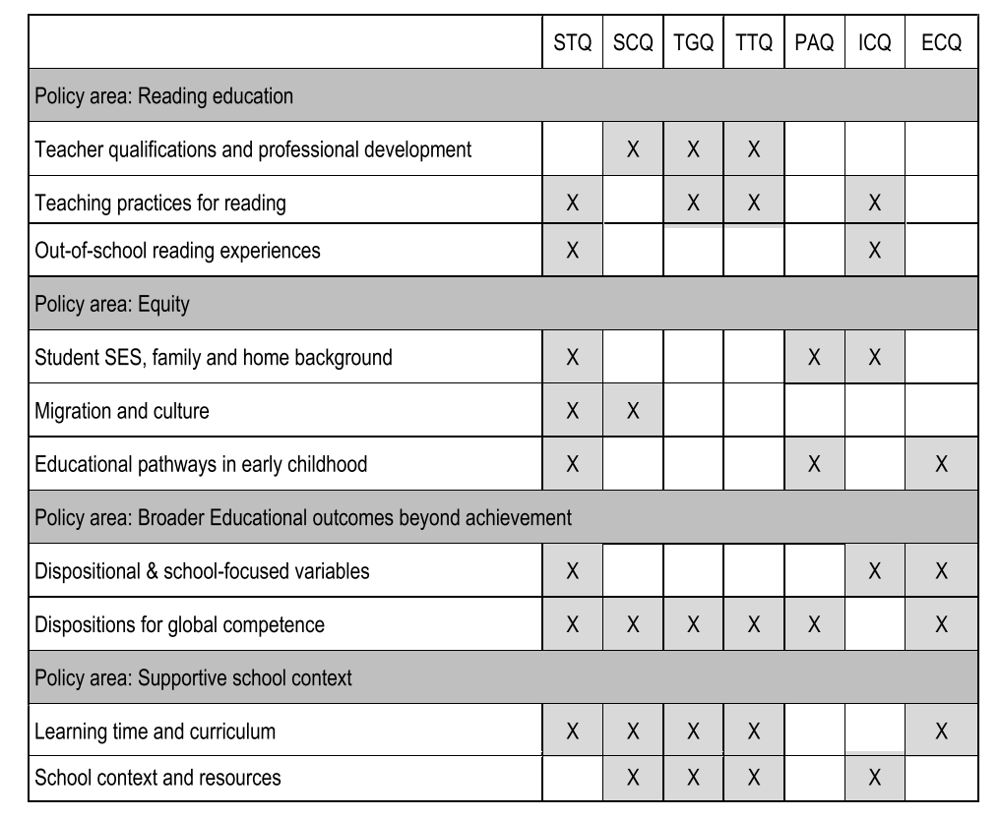 STQ SCQ TGQ TTQ PAQ ICQ ECQ
Policy area: Reading education
Teacher qualifications and professional development X X X
Teaching practices for reading X X X X
Out-of-school reading experiences X X
Policy area: Equity
Student SES, family and home background X X X
Migration and culture X X
Educational pathways in early childhood X X X
Policy area: Broader Educational outcomes beyond achievement
Dispositional & school-focused variables X X X
Dispositions for global competence X X X X X X
Policy area: Supportive school context
Learning time and curriculum X X X X X
School context and resources X X X X